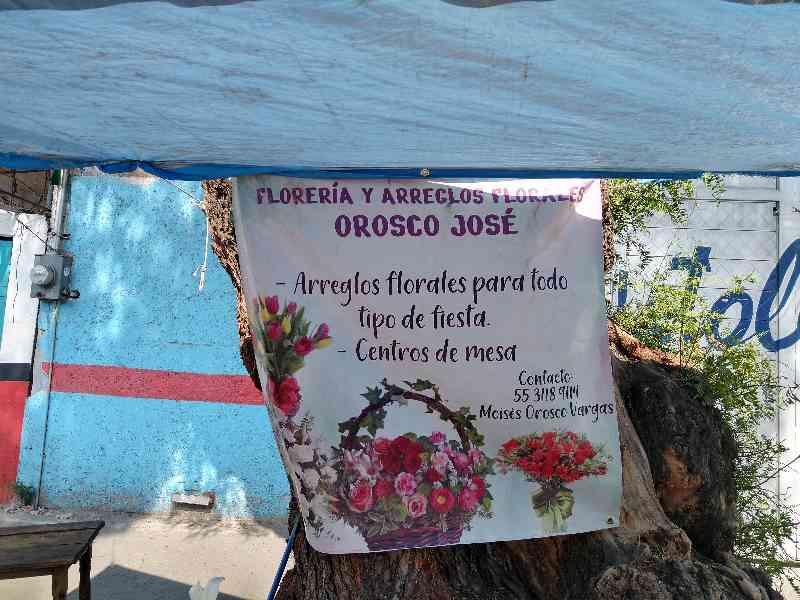 FLORERÍA Y ARREGLOS FLORALES
OROSCO JOSÉ
- Arreglos florales para todo
tipo de fiesta.
- Centros de mesa
Contacto:
55 3118 9114
Moisés Orosco Vargas